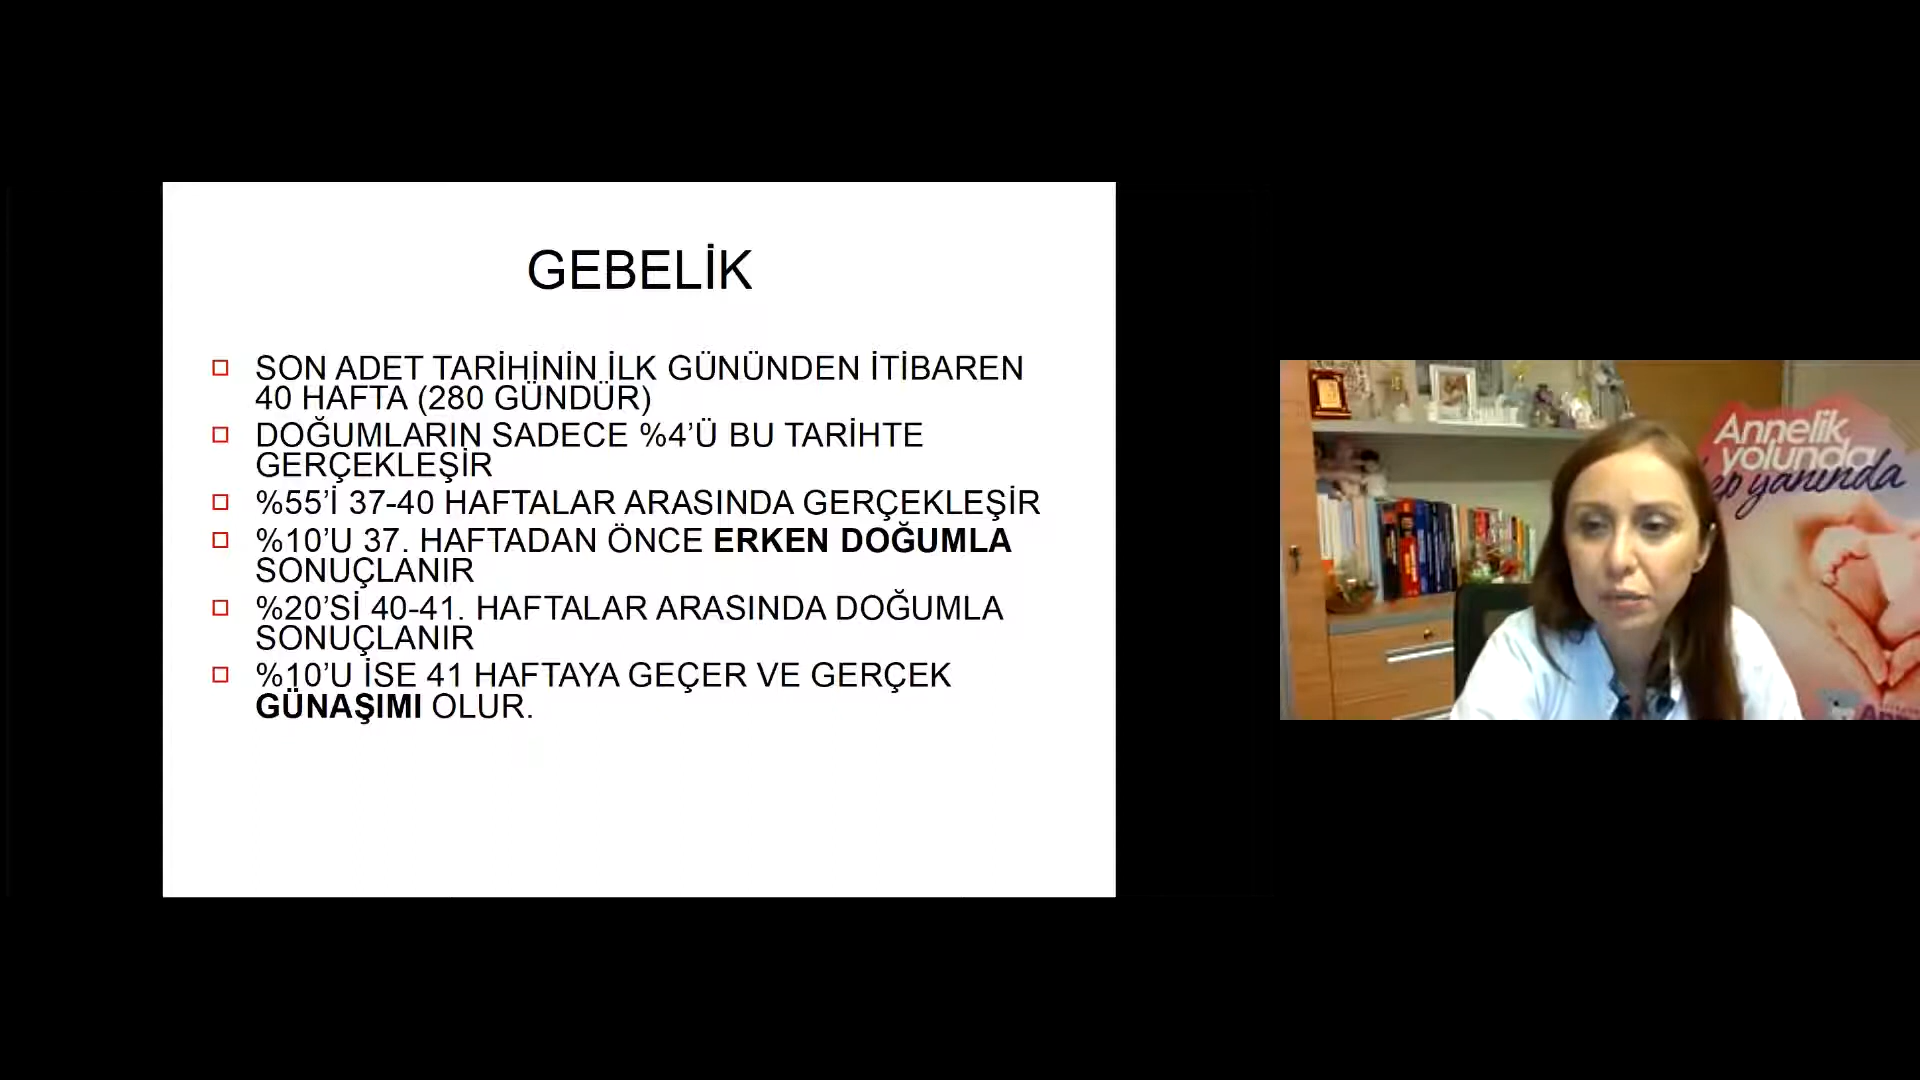 GEBELİK
SON ADET TARİHİNİN İLK GÜNÜNDEN İTİBAREN
40 HAFTA (280 GÜNDÜR)
DOĞUMLARIN SADECE %4’Ü BU TARİHTE
GERÇEKLEŞİR
%55’İ 37-40 HAFTALAR ARASINDA GERÇEKLEŞİR
%10’U 37. HAFTADAN ÖNCE ERKEN DOĞUMLA
SONUÇLANIR
%20’Sİ 40-41. HAFTALAR ARASINDA DOĞUMLA
SONUÇLANIR
%10’U İSE 41 HAFTAYA GEÇER VE GERÇEK
GÜNAŞIMI OLUR.
Annelik
yolunda
yanında